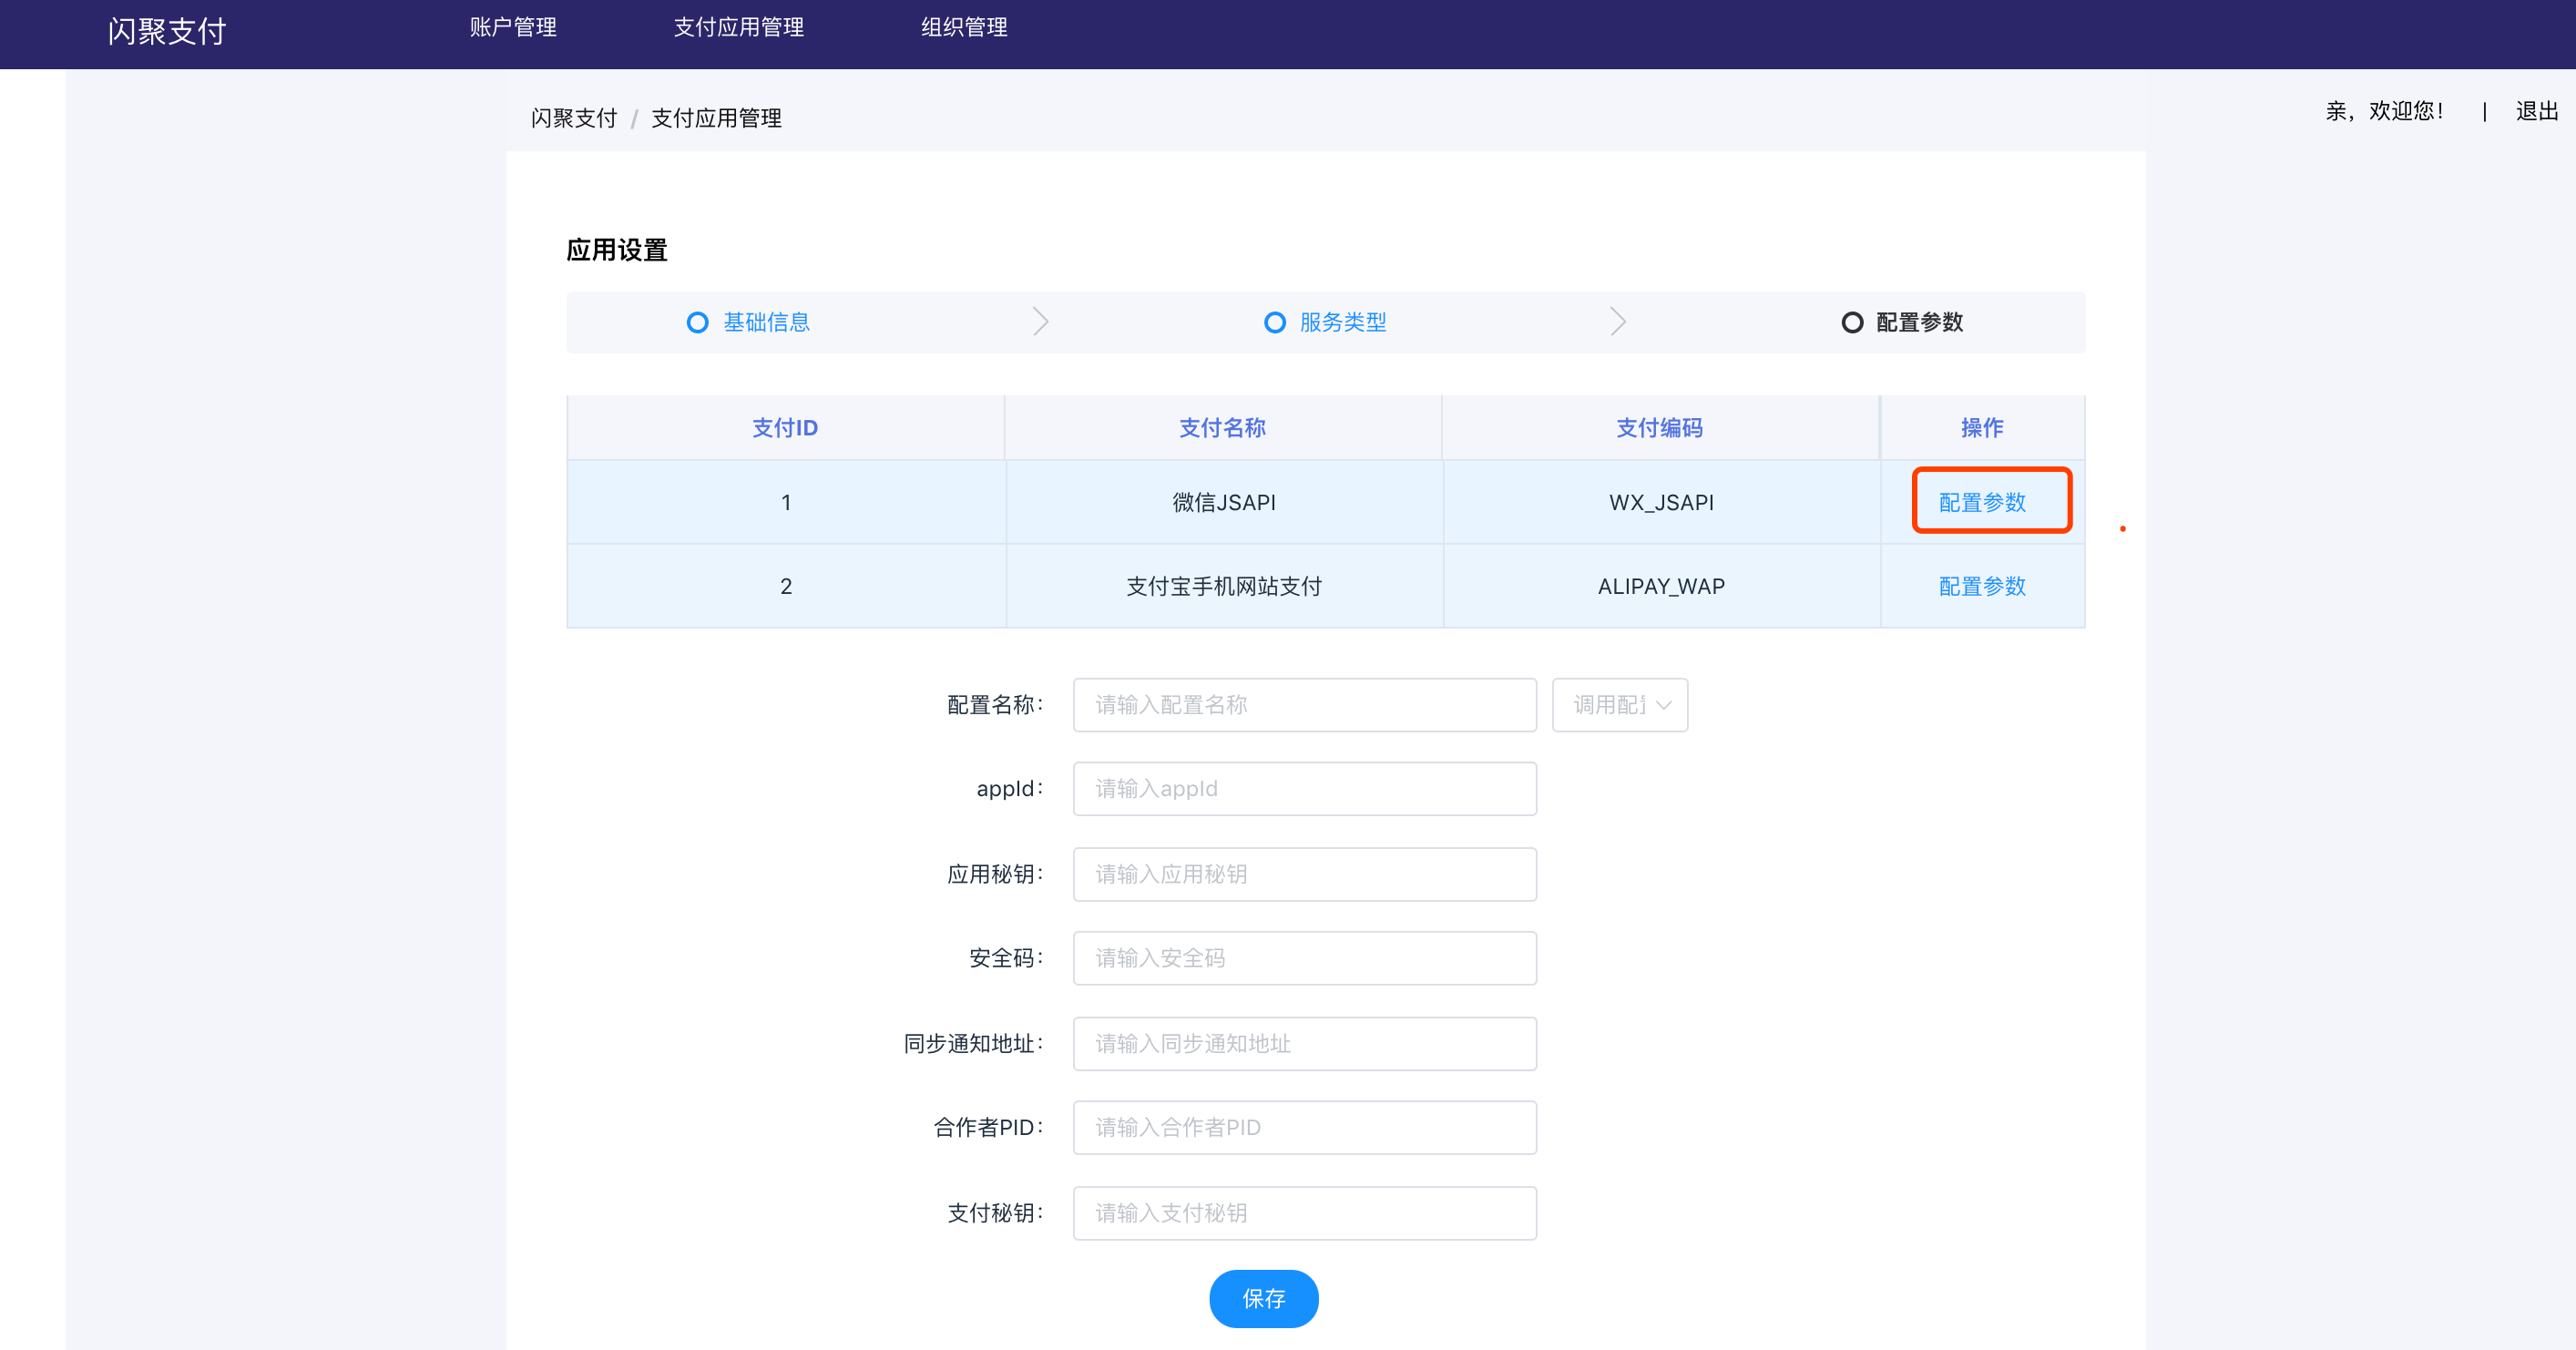 闪聚支付 账户管理 支付应用管理 组织管理
闪聚支付 / 支付应用管理 亲，欢迎您！ | 退出
应用设置
基础信息 服务类型 配置参数
支付ID 支付名称 支付编码 操作
1 微信JSAPI WX_JSAPI 配置参数
2 支付宝手机网站支付 ALIPAY_WAP 配置参数
配置名称： 请输入配置名称 调用配
appId： 请输入appId
应用秘钥： 请输入应用秘钥
安全码： 请输入安全码
同步通知地址： 请输入同步通知地址
合作者PID： 请输入合作者PID
支付秘钥： 请输入支付秘钥
保存